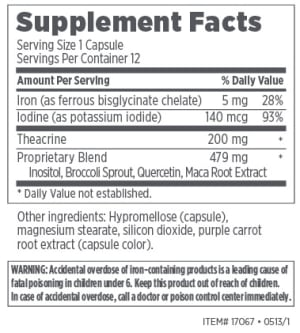 Supplement Facts
Serving Size 1 Capsule
Servings Per Container 12
Amount Per Serving % Daily Value
Iron (as ferrous bisglycinate chelate) 5 mg 28%
Iodine (as potassium iodide) 140 mcg 93%
Theacrine 200 mg *
Proprietary Blend 479 mg *
Inositol, Broccoli Sprout, Quercetin, Maca Root Extract
* Daily Value not established.
Other ingredients: Hypromellose (capsule),
magnesium stearate, silicon dioxide, purple carrot
root extract (capsule color).
WARNING: Accidental overdose of iron-containing products is a leading cause of
fatal poisoning in children under 6. Keep this product out of reach of children.
In case of accidental overdose, call a doctor or poison control center immediately.
ITEM# 17067 • 0513/1